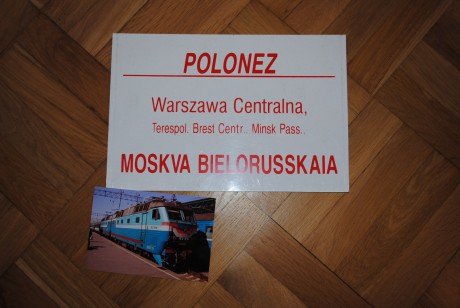 POLONEZ
Warszawa Centralna,
Terespol. Brest Centr.. Minsk Pass..
MOSKVA BIELORUSSKAIA